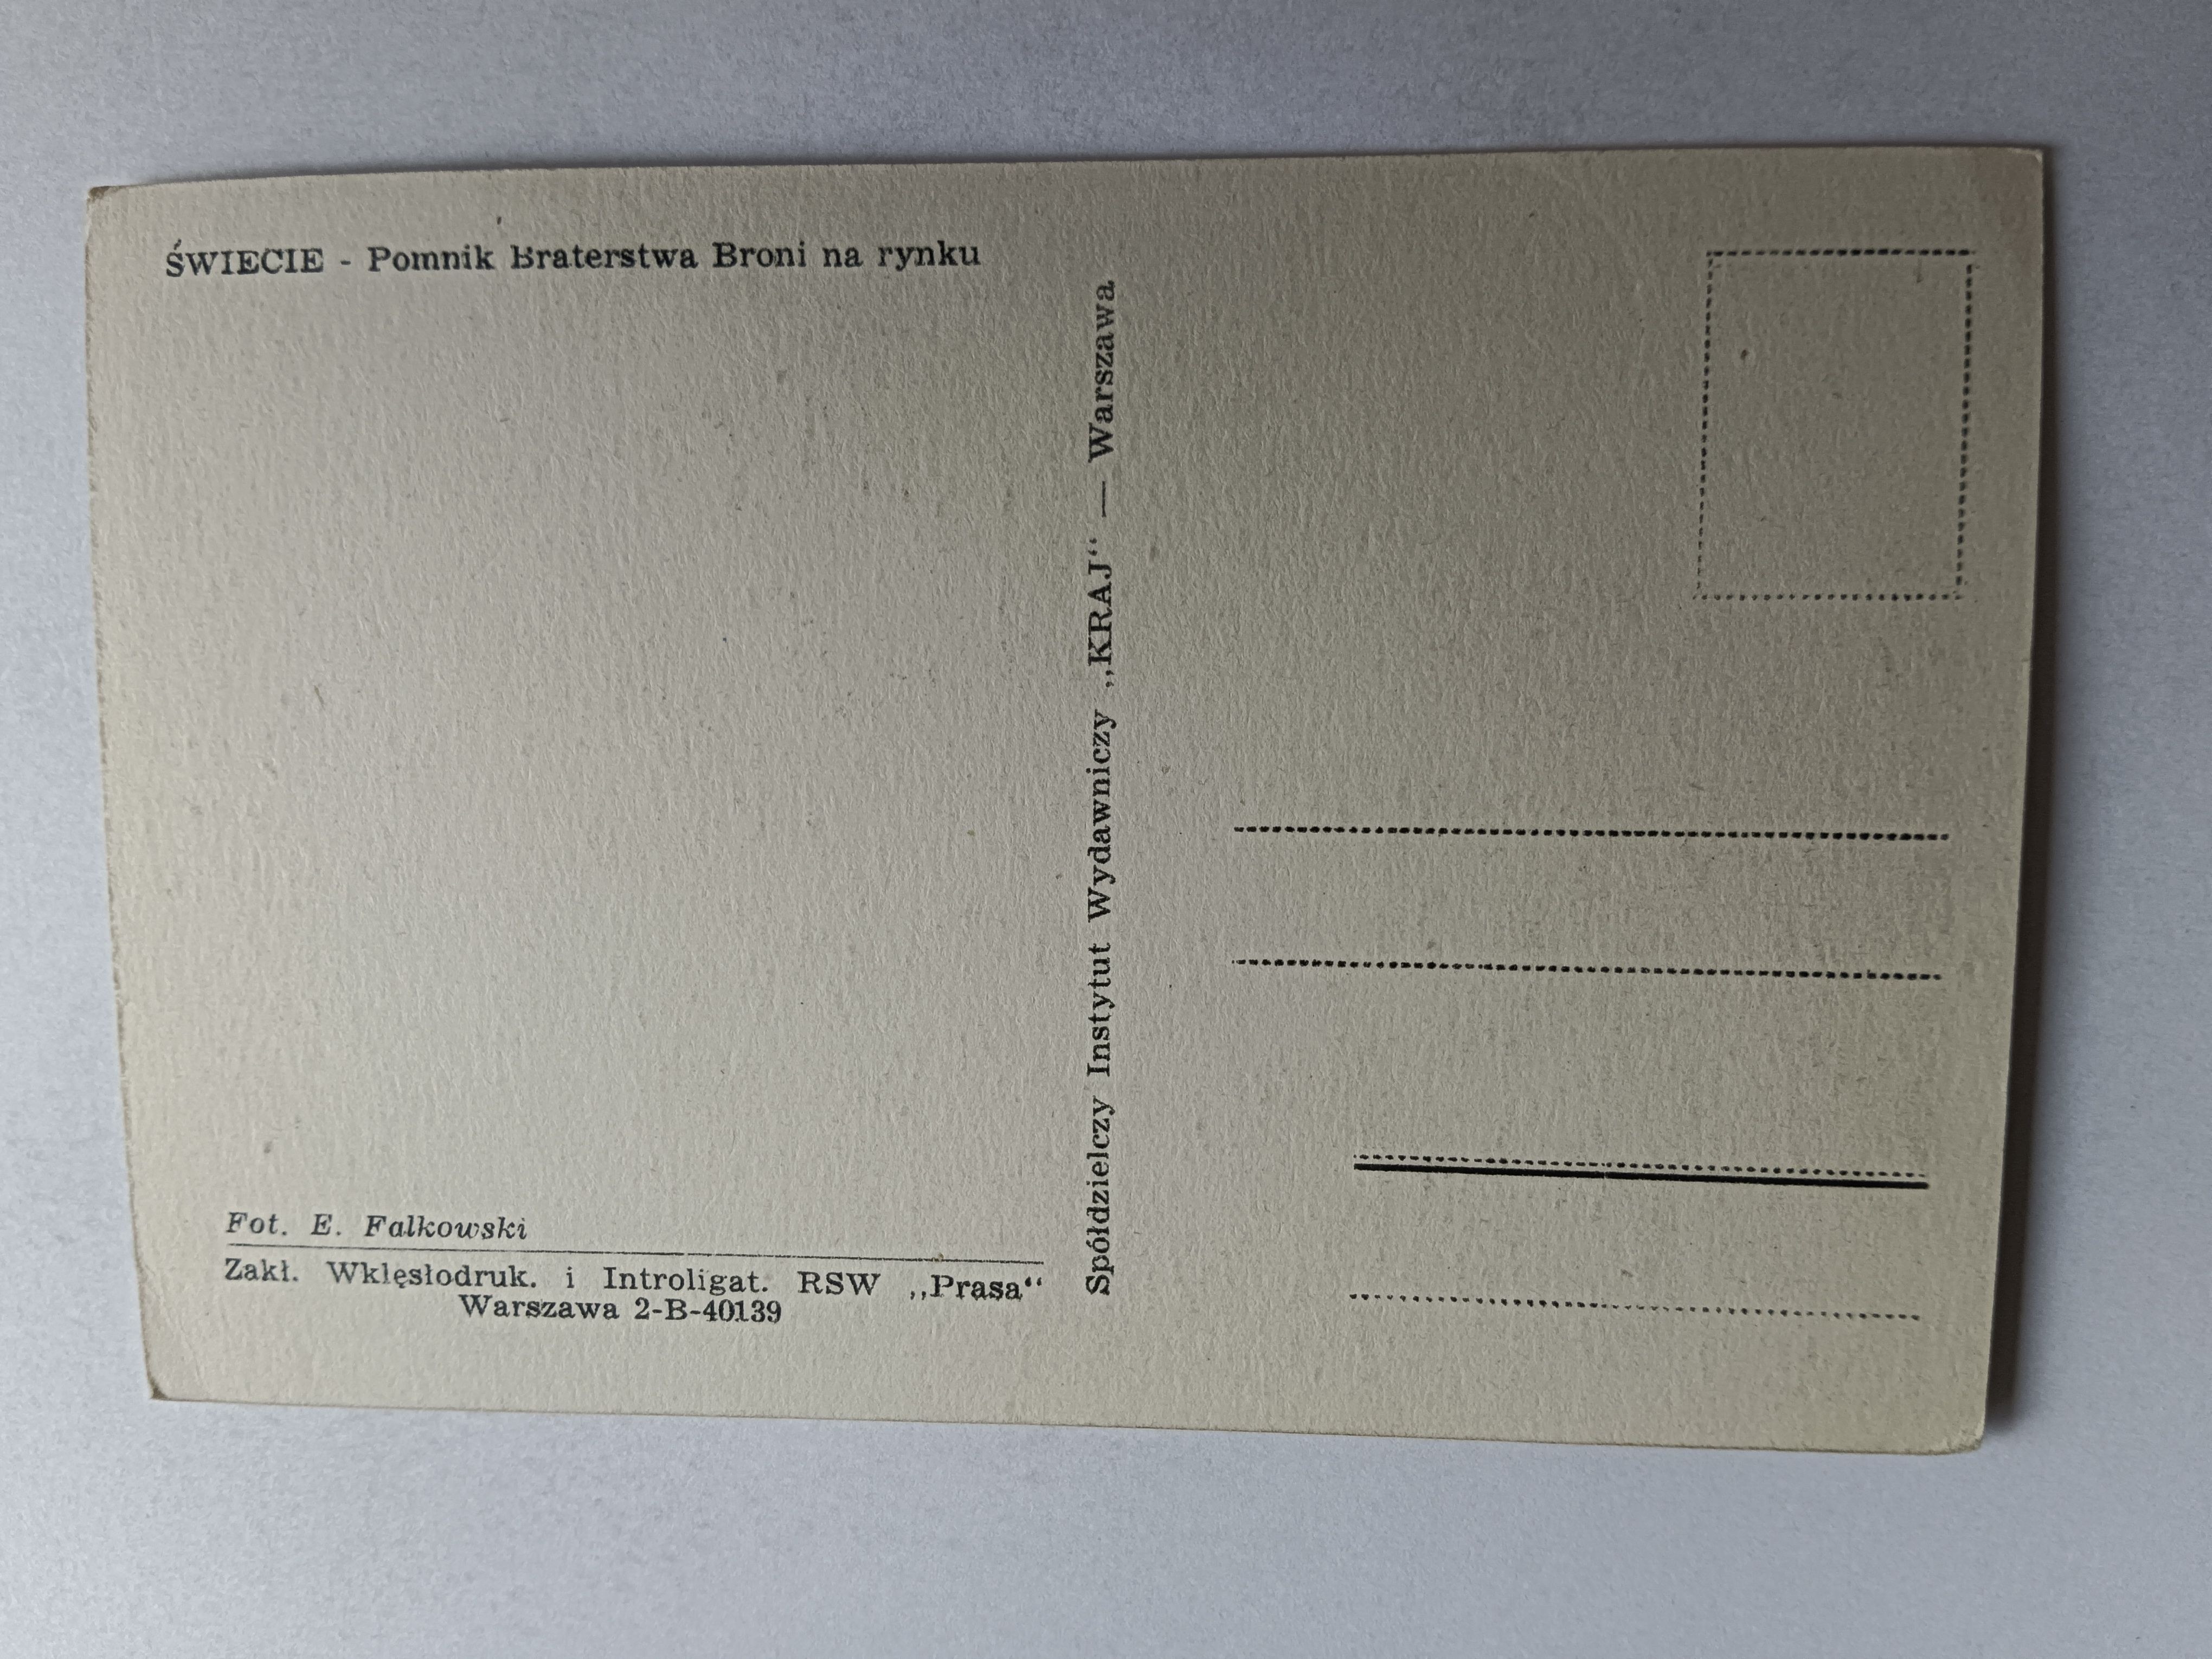 ŚWIECIE - Pomnik Braterstwa Broni na rynku
Spółdzielczy Instytut Wydawniczy „KRAJ“ — Warszawa
Fot. E. Falkowski
Zakł. Wklęsłodruk. i Introligat. RSW „Prasa“
Warszawa 2-B-40139